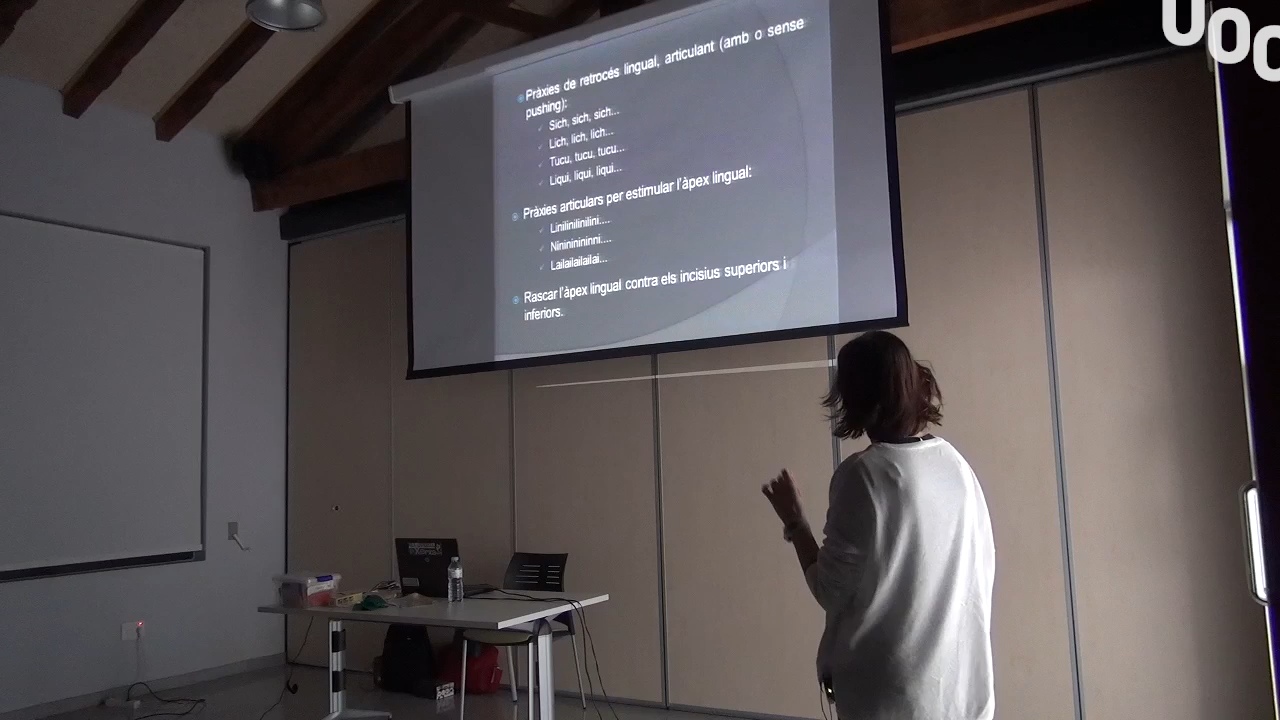 UOC
Pràxies de retrocés lingual, articulant (amb o sense
pushing):
Sich, sich, sich...
Lich, lich, lich...
Tucu, tucu, tucu...
Liqui, liqui, liqui...
Pràxies articulars per estimular l'àpex lingual:
Linilinilinilini....
Ninininininni....
Lailailailailai...
Rascar l'àpex lingual contra els incisius superiors i
inferiors.